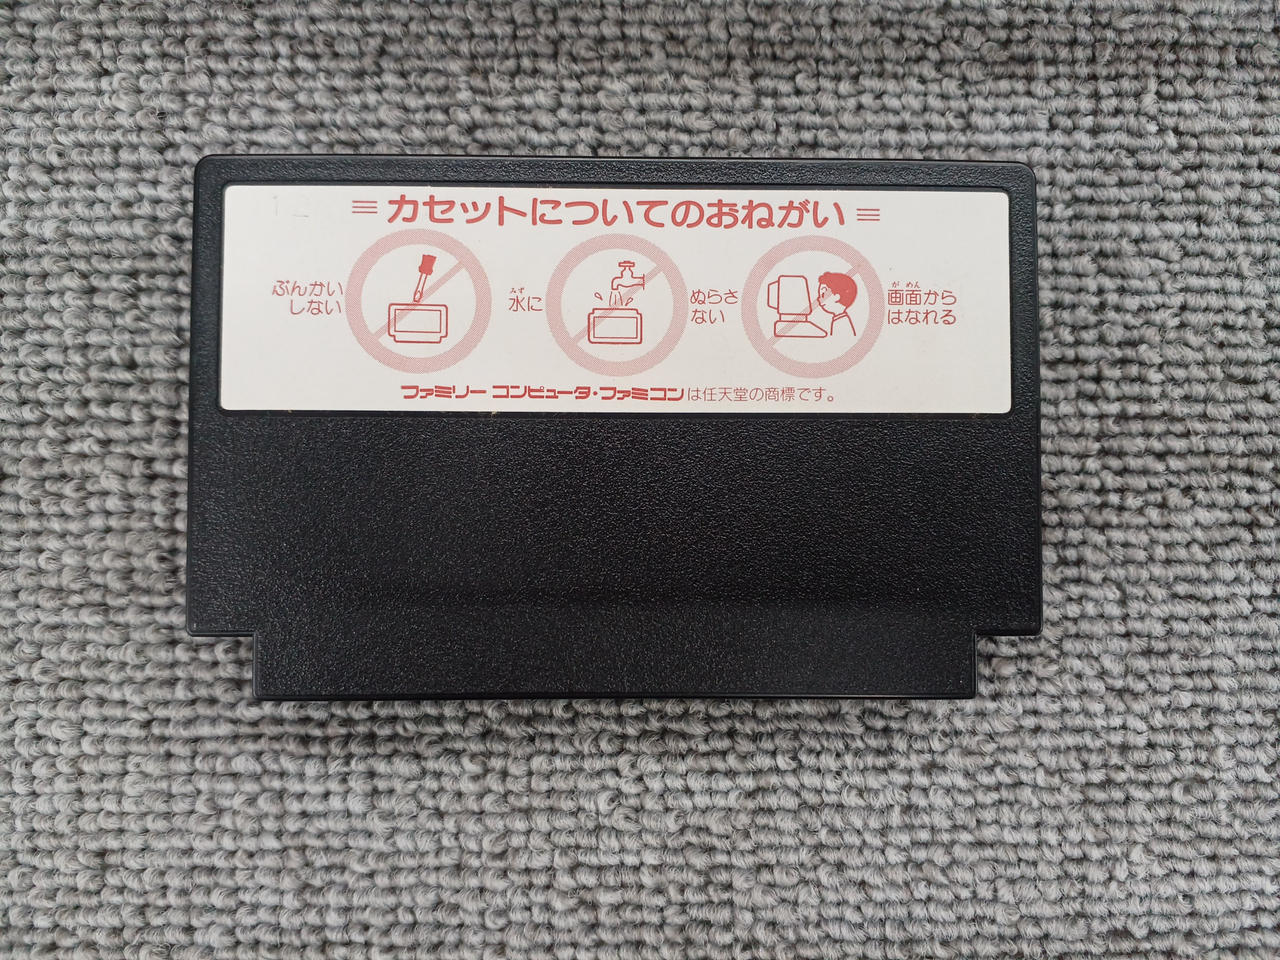 カセットについてのおねがい
ぶんかい
しない
みず
水に
ぬらさ
ない
がめん
画面から
はなれる
ファミリー コンピュータ・ファミコンは任天堂の商標です。